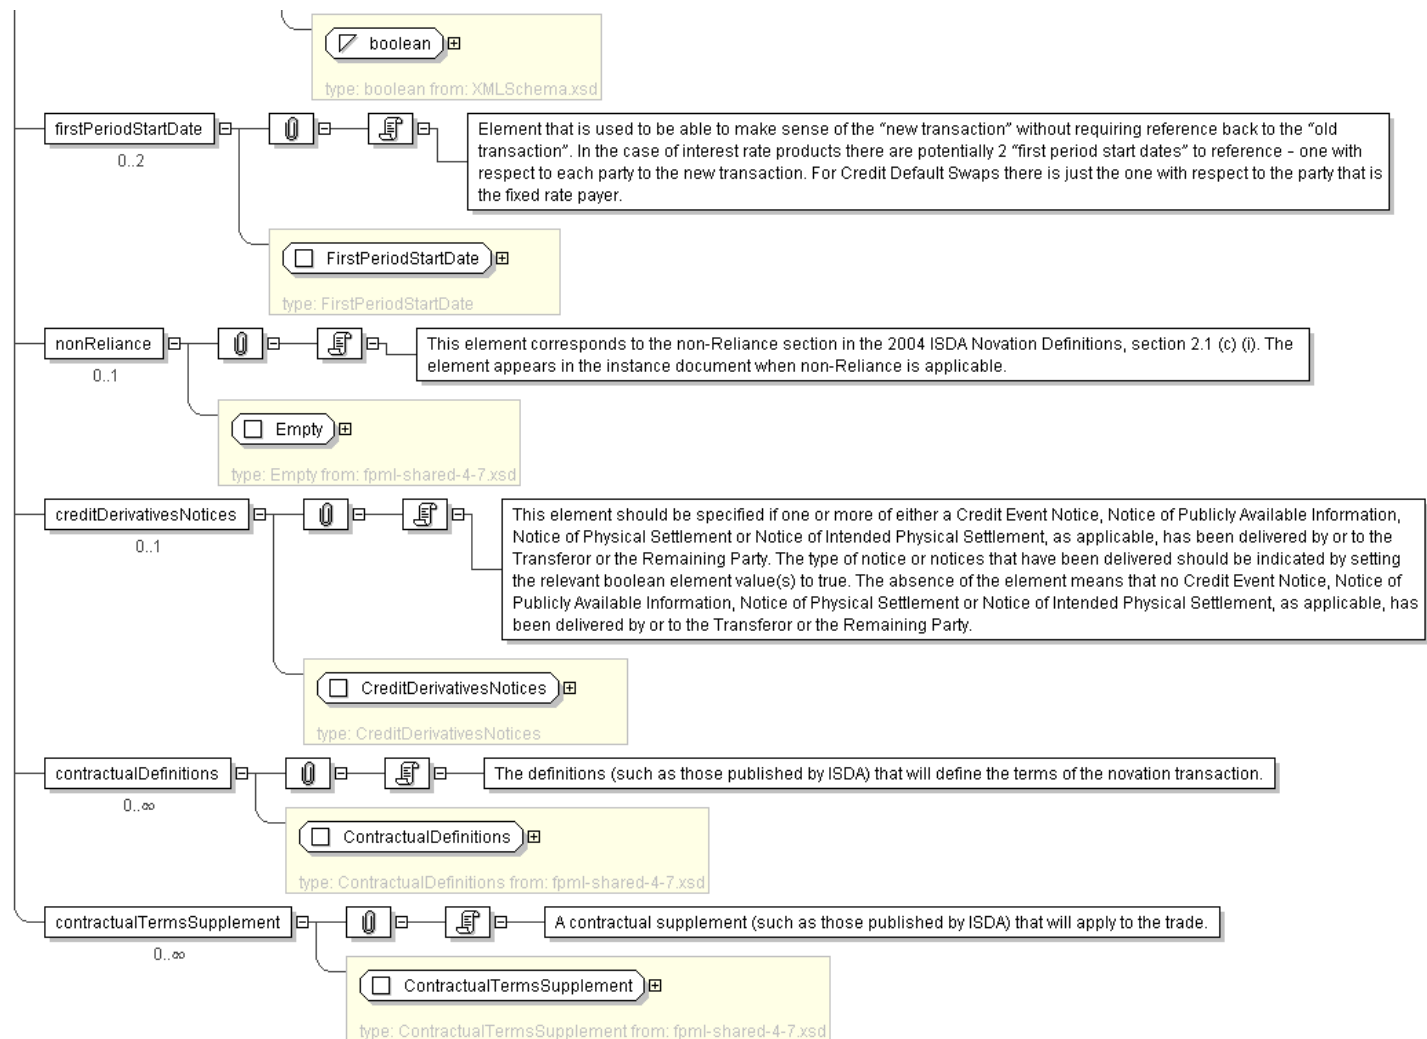 boolean
type: boolean from: XMLSchema.xsd
firstPeriodStartDate
0..2
Element that is used to be able to make sense of the “new transaction” without requiring reference back to the “old
transaction”. In the case of interest rate products there are potentially 2 “first period start dates” to reference – one with
respect to each party to the new transaction. For Credit Default Swaps there is just the one with respect to the party that is
the fixed rate payer.
FirstPeriodStartDate
type: FirstPeriodStartDate
nonReliance
0..1
This element corresponds to the non-Reliance section in the 2004 ISDA Novation Definitions, section 2.1 (c) (i). The
element appears in the instance document when non-Reliance is applicable.
Empty
type: Empty from: fpml-shared-4-7.xsd
creditDerivativesNotices
0..1
This element should be specified if one or more of either a Credit Event Notice, Notice of Publicly Available Information,
Notice of Physical Settlement or Notice of Intended Physical Settlement, as applicable, has been delivered by or to the
Transferor or the Remaining Party. The type of notice or notices that have been delivered should be indicated by setting
the relevant boolean element value(s) to true. The absence of the element means that no Credit Event Notice, Notice of
Publicly Available Information, Notice of Physical Settlement or Notice of Intended Physical Settlement, as applicable, has
been delivered by or to the Transferor or the Remaining Party.
CreditDerivativesNotices
type: CreditDerivativesNotices
contractualDefinitions
0..∞
The definitions (such as those published by ISDA) that will define the terms of the novation transaction.
ContractualDefinitions
type: ContractualDefinitions from: fpml-shared-4-7.xsd
contractualTermsSupplement
0..∞
A contractual supplement (such as those published by ISDA) that will apply to the trade.
ContractualTermsSupplement
type: ContractualTermsSupplement from: fpml-shared-4-7.xsd